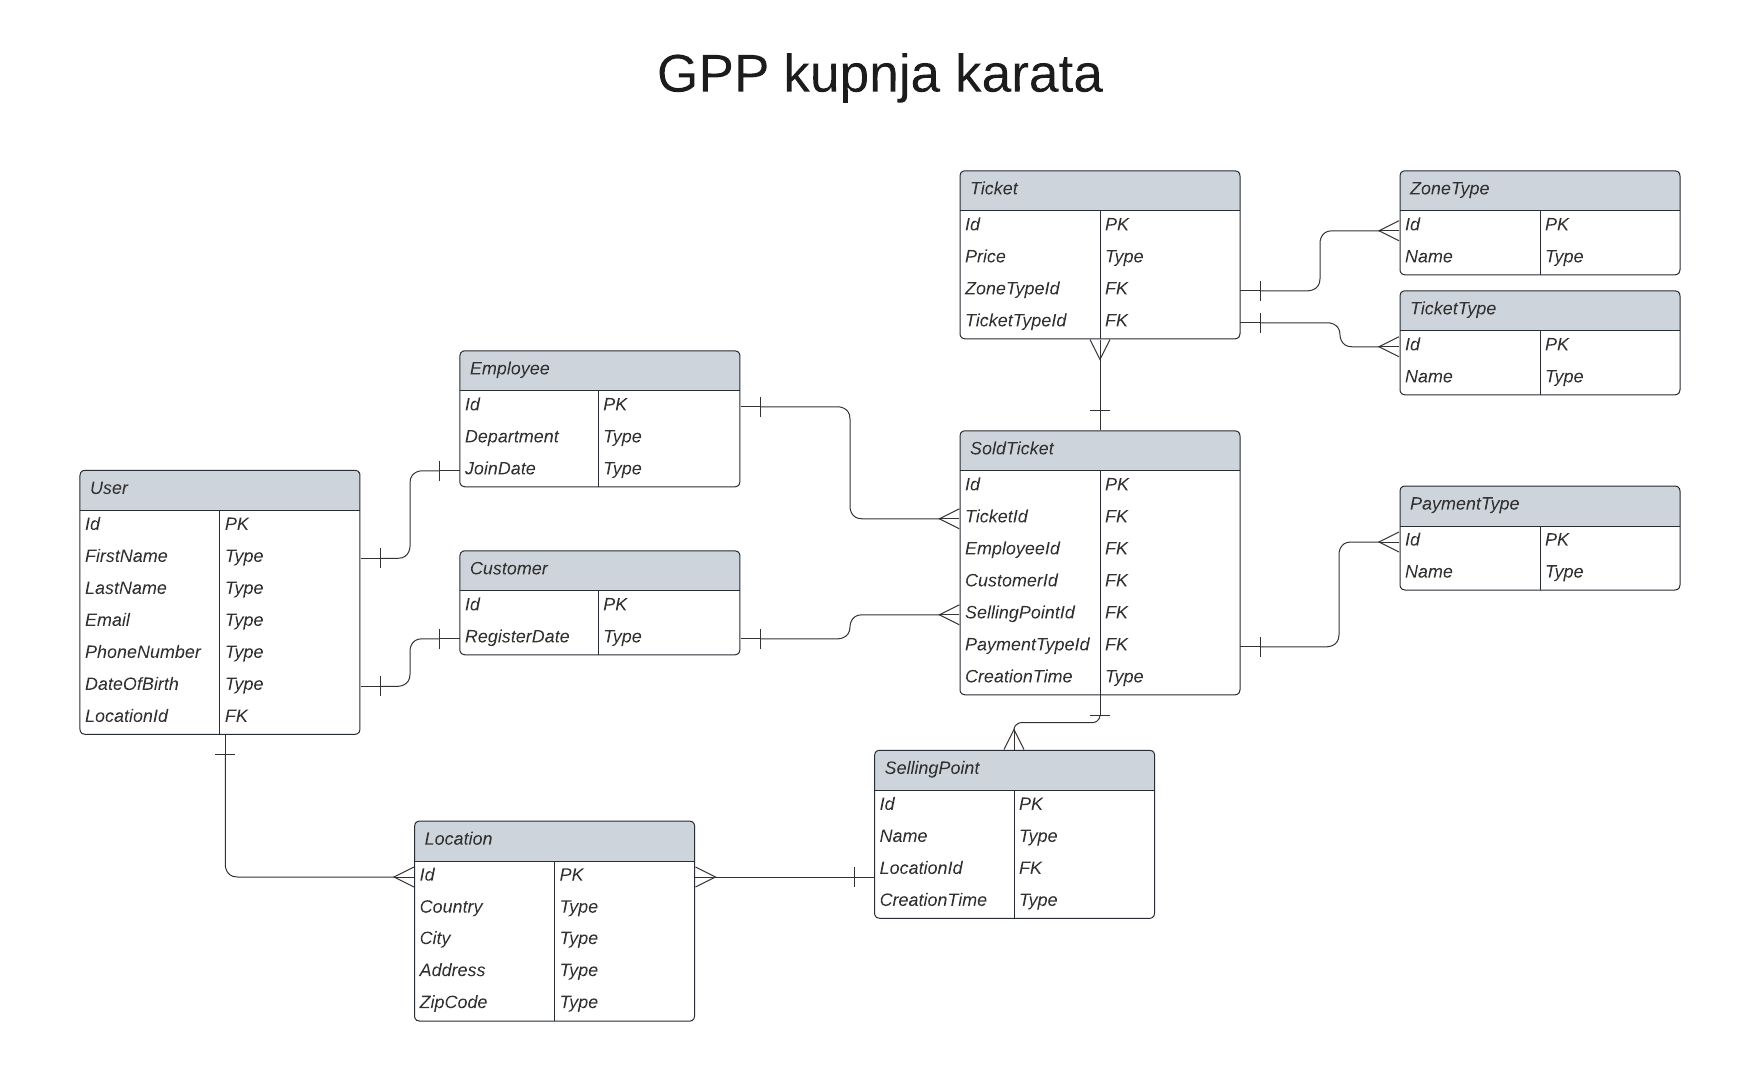 GPP kupnja karata
Ticket
Id PK
Price Type
ZoneTypeId FK
TicketTypeId FK
ZoneType
Id PK
Name Type
TicketType
Id PK
Name Type
Employee
Id PK
Department Type
JoinDate Type
SoldTicket
Id PK
TicketId FK
EmployeeId FK
CustomerId FK
SellingPointId FK
PaymentTypeId FK
CreationTime Type
PaymentType
Id PK
Name Type
User
Id PK
FirstName Type
LastName Type
Email Type
PhoneNumber Type
DateOfBirth Type
LocationId FK
Customer
Id PK
RegisterDate Type
SellingPoint
Id PK
Name Type
LocationId FK
CreationTime Type
Location
Id PK
Country Type
City Type
Address Type
ZipCode Type